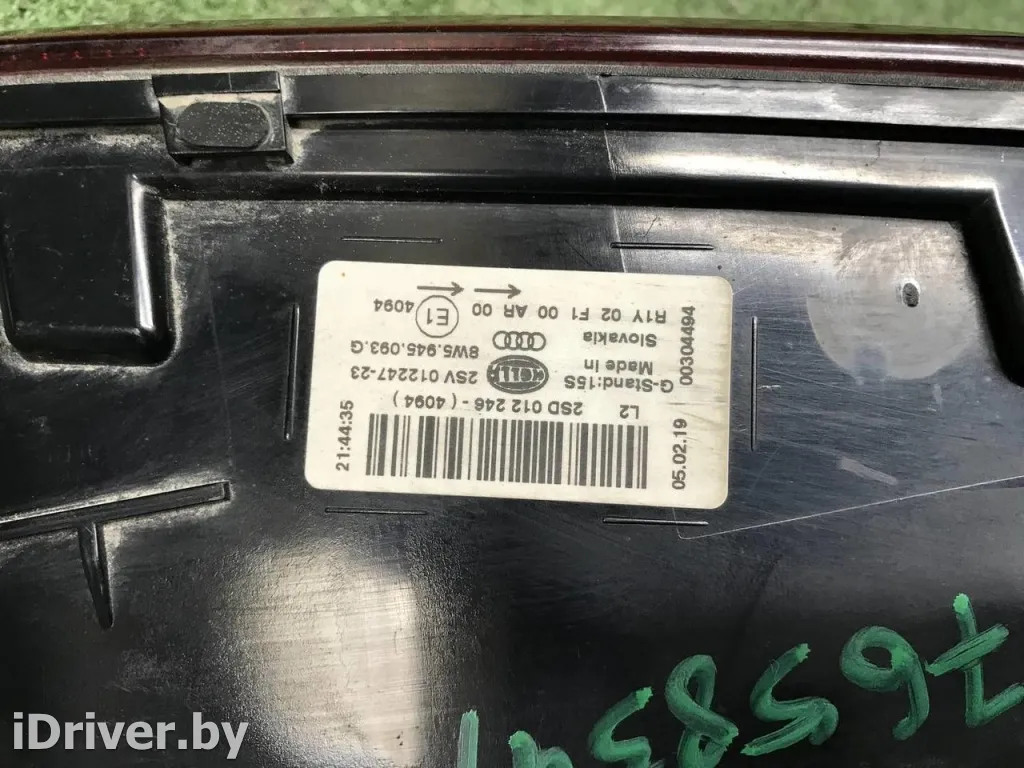 R1Y 02 F1 00 AR 00
E1
4094
Slovakia
Made In
8W5.945.093.G
G-Stand:15S
HELLA
2SV 012247-23
L2
2SD 012 246 - ( 4094 )
00304494
05.02.19
21:44:35
iDriver.by